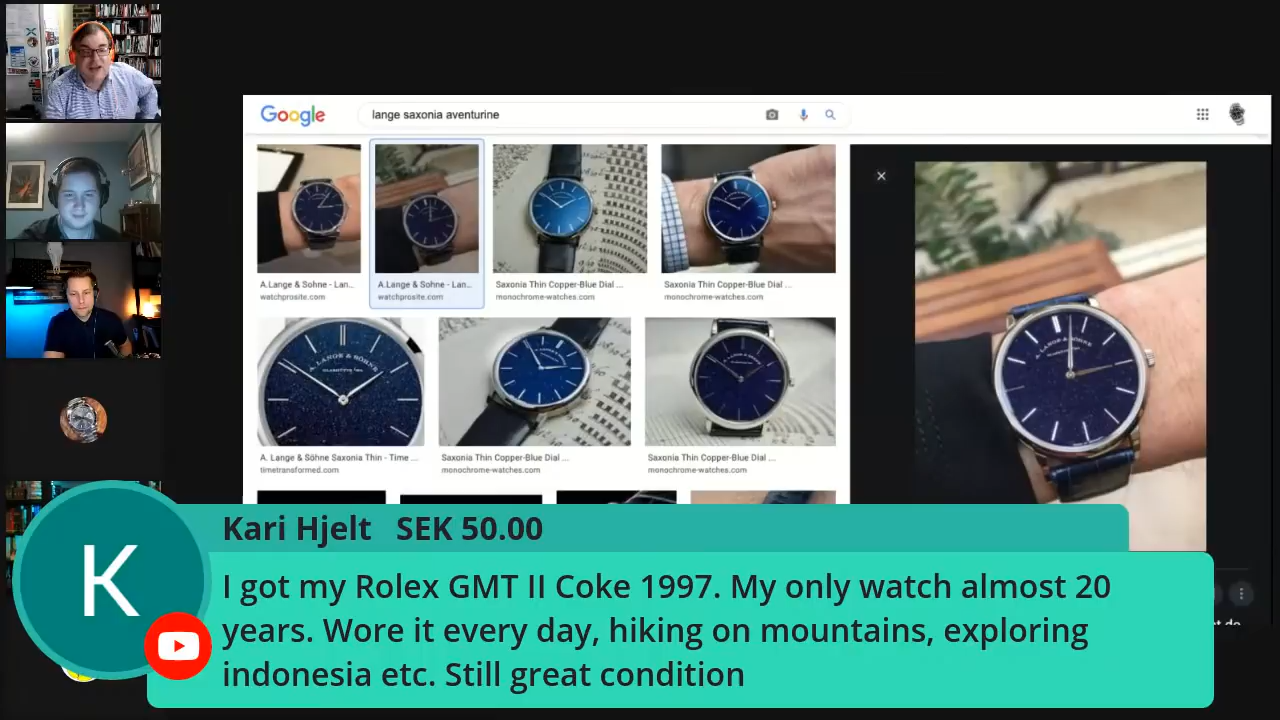 Google
lange saxonia aventurine
A.Lange & Sohne - Lan...
watchprosite.com
A.Lange & Sohne - Lan...
watchprosite.com
Saxonia Thin Copper-Blue Dial ...
monochrome-watches.com
Saxonia Thin Copper-Blue Dial ...
monochrome-watches.com
A. LANGE & SÖHNE
A. Lange & Söhne Saxonia Thin - Time ...
timetransformed.com
Saxonia Thin Copper-Blue Dial ...
monochrome-watches.com
Saxonia Thin Copper-Blue Dial ...
monochrome-watches.com
A. LANGE & SÖHNE
K
Kari Hjelt SEK 50.00
I got my Rolex GMT II Coke 1997. My only watch almost 20
years. Wore it every day, hiking on mountains, exploring
indonesia etc. Still great condition